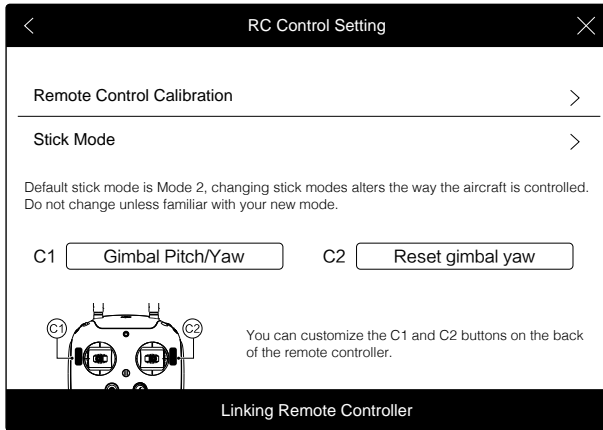 RC Control Setting
Remote Control Calibration
Stick Mode
Default stick mode is Mode 2, changing stick modes alters the way the aircraft is controlled.
Do not change unless familiar with your new mode.
C1 Gimbal Pitch/Yaw C2 Reset gimbal yaw
C1 C2
You can customize the C1 and C2 buttons on the back
of the remote controller.
Linking Remote Controller